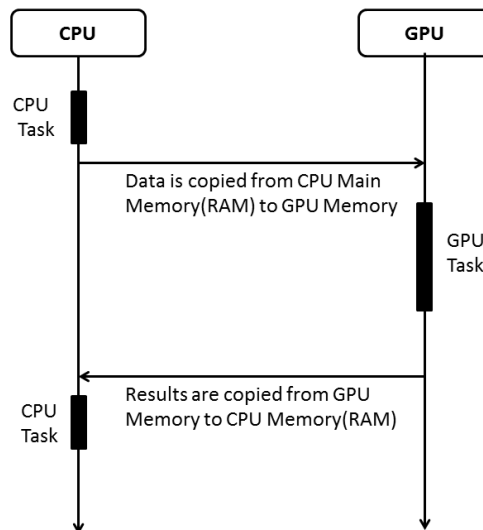 CPU
GPU
CPU
Task
Data is copied from CPU Main
Memory(RAM) to GPU Memory
GPU
Task
Results are copied from GPU
Memory to CPU Memory(RAM)
CPU
Task